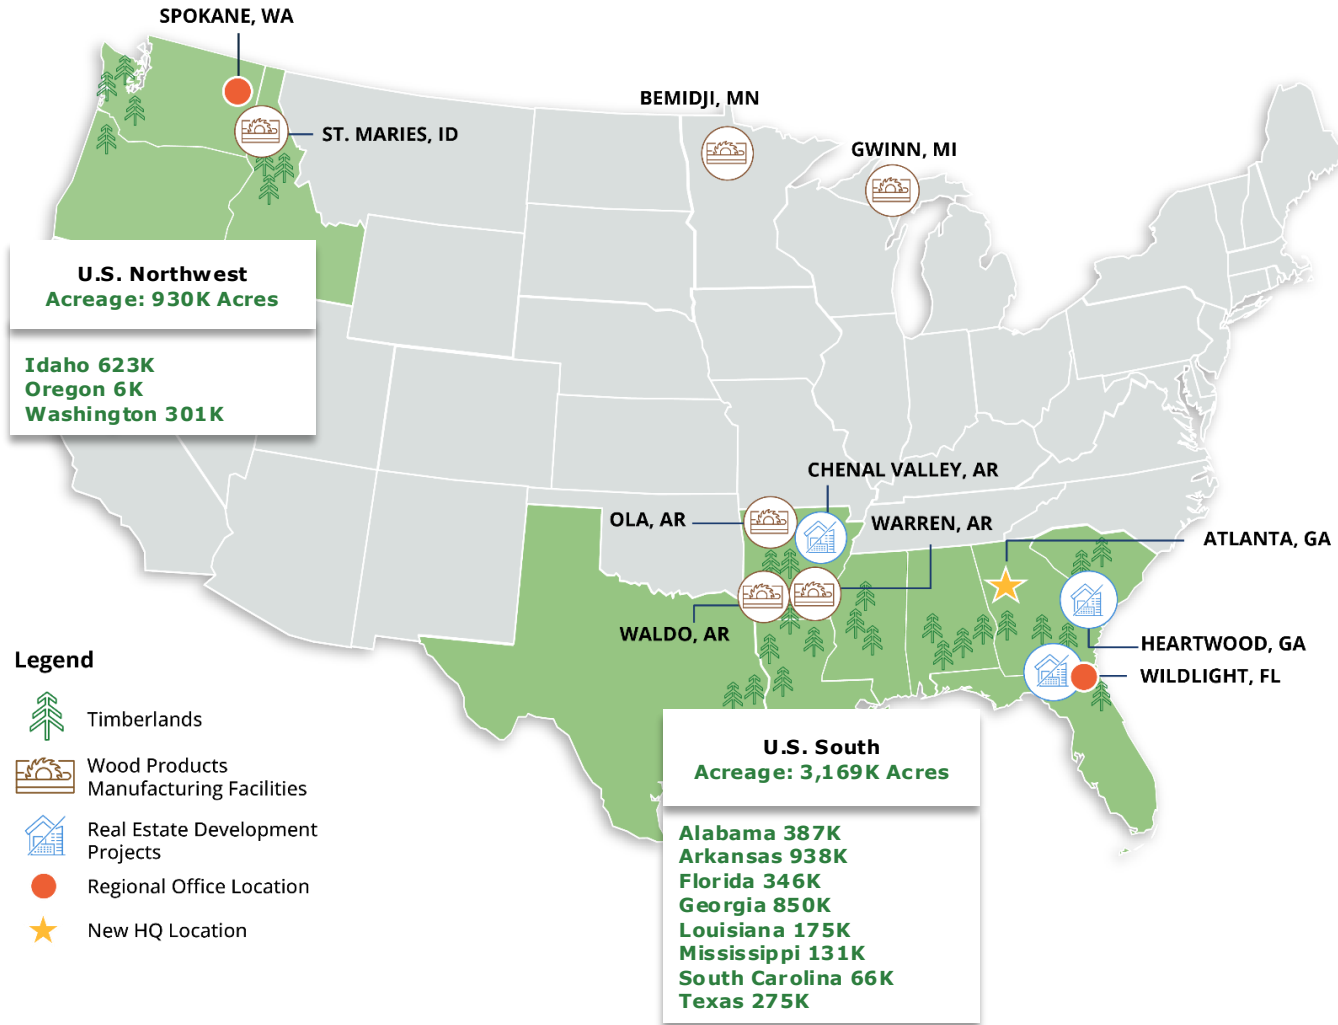 SPOKANE, WA
BEMIDJI, MN
ST. MARIES, ID
GWINN, MI
U.S. Northwest
Acreage: 930K Acres
Idaho 623K
Oregon 6K
Washington 301K
CHENAL VALLEY, AR
OLA, AR
WARREN, AR
ATLANTA, GA
WALDO, AR
HEARTWOOD, GA
WILDLIGHT, FL
Legend
Timberlands
Wood Products
Manufacturing Facilities
Real Estate Development
Projects
Regional Office Location
New HQ Location
U.S. South
Acreage: 3,169K Acres
Alabama 387K
Arkansas 938K
Florida 346K
Georgia 850K
Louisiana 175K
Mississippi 131K
South Carolina 66K
Texas 275K